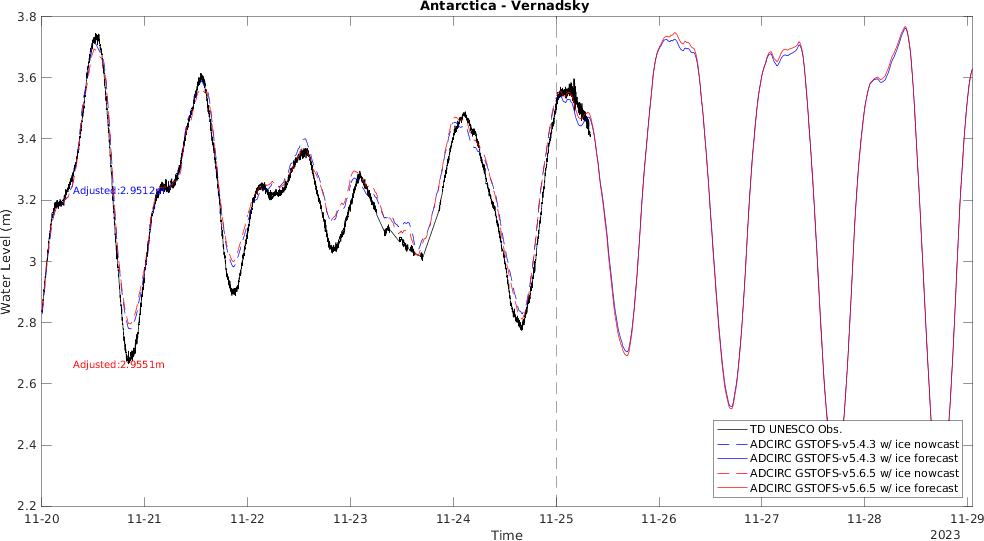 Antarctica - Vernadsky
3.8
3.6
3.4
3.2
3
2.8
2.6
2.4
2.2
Water Level (m)
Adjusted:2.9512m
Adjusted:2.9551m
TD UNESCO Obs.
ADCIRC GSTOFS-v5.4.3 w/ ice nowcast
ADCIRC GSTOFS-v5.4.3 w/ ice forecast
ADCIRC GSTOFS-v5.6.5 w/ ice nowcast
ADCIRC GSTOFS-v5.6.5 w/ ice forecast
11-20 11-21 11-22 11-23 11-24 11-25 11-26 11-27 11-28 11-29
Time
2023